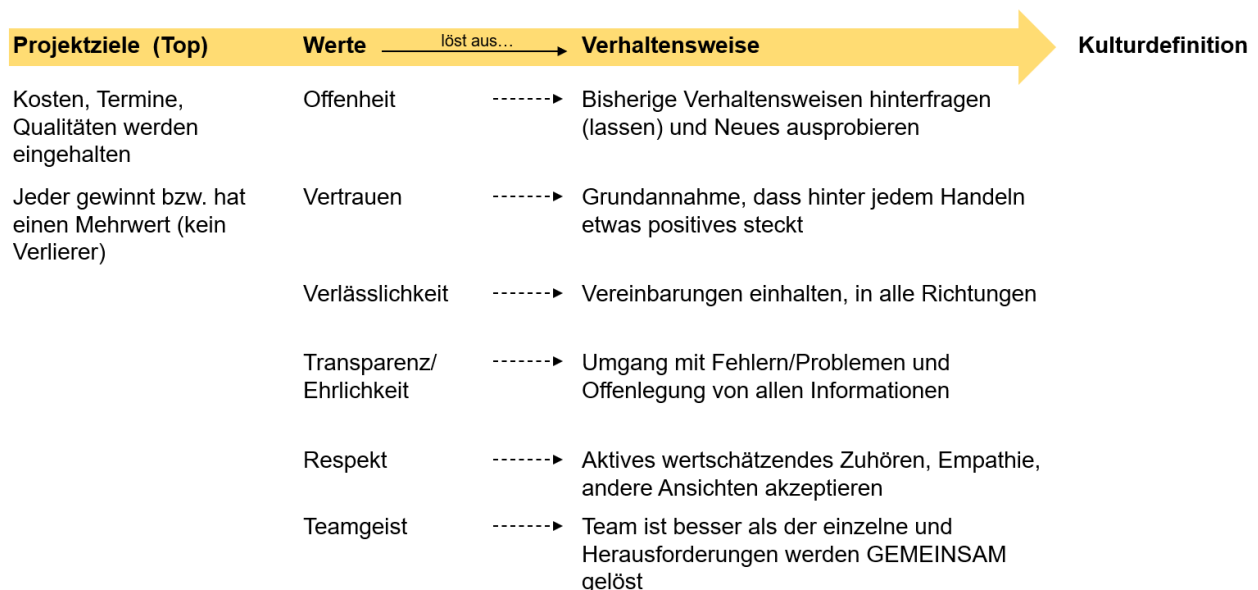 Projektziele (Top) Werte löst aus... Verhaltensweise Kulturdefinition
Kosten, Termine,
Qualitäten werden
eingehalten
Offenheit
Bisherige Verhaltensweisen hinterfragen
(lassen) und Neues ausprobieren
Jeder gewinnt bzw. hat
einen Mehrwert (kein
Verlierer)
Vertrauen
Grundannahme, dass hinter jedem Handeln
etwas positives steckt
Verlässlichkeit
Vereinbarungen einhalten, in alle Richtungen
Transparenz/
Ehrlichkeit
Umgang mit Fehlern/Problemen und
Offenlegung von allen Informationen
Respekt
Aktives wertschätzendes Zuhören, Empathie,
andere Ansichten akzeptieren
Teamgeist
Team ist besser als der einzelne und
Herausforderungen werden GEMEINSAM
gelöst